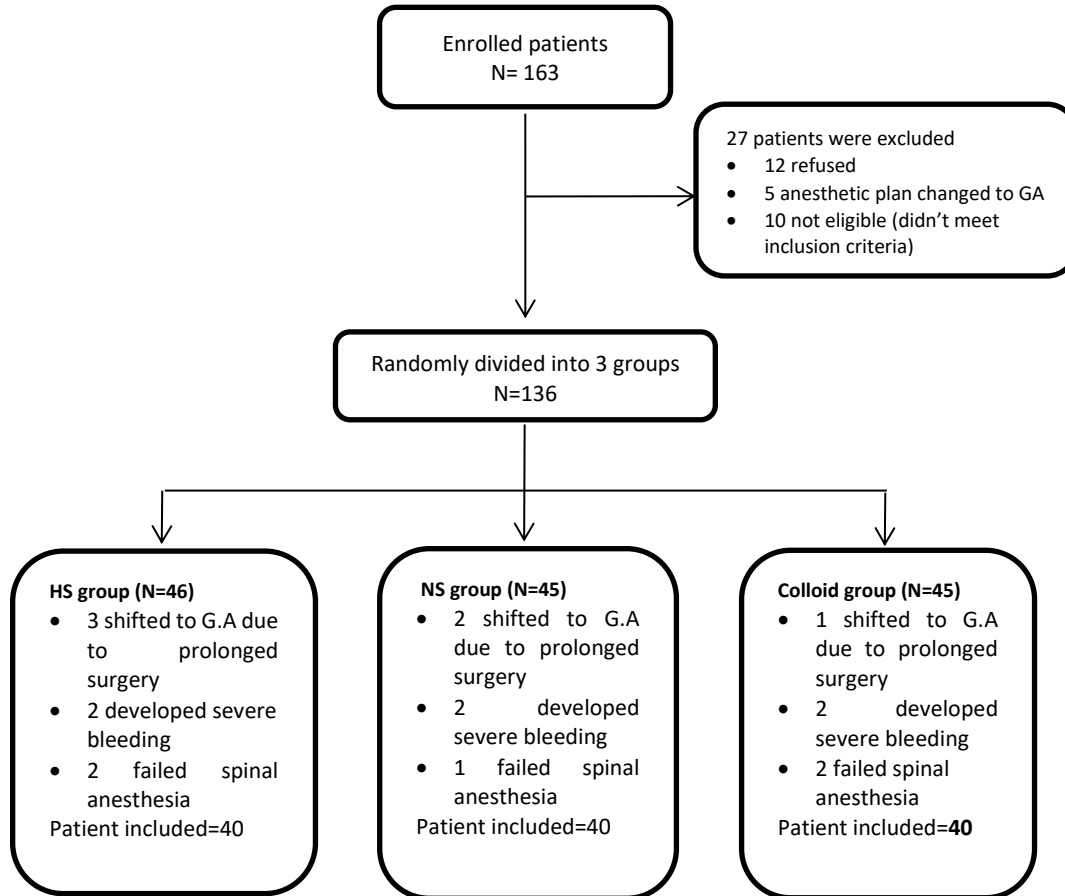 Enrolled patients
N= 163
27 patients were excluded
• 12 refused
• 5 anesthetic plan changed to GA
• 10 not eligible (didn’t meet
inclusion criteria)
Randomly divided into 3 groups
N=136
HS group (N=46)
• 3 shifted to G.A due
to prolonged
surgery
• 2 developed severe
bleeding
• 2 failed spinal
anesthesia
Patient included=40
NS group (N=45)
• 2 shifted to G.A
due to prolonged
surgery
• 2 developed
severe bleeding
• 1 failed spinal
anesthesia
Patient included=40
Colloid group (N=45)
• 1 shifted to G.A
due to prolonged
surgery
• 2 developed
severe bleeding
• 2 failed spinal
anesthesia
Patient included=40